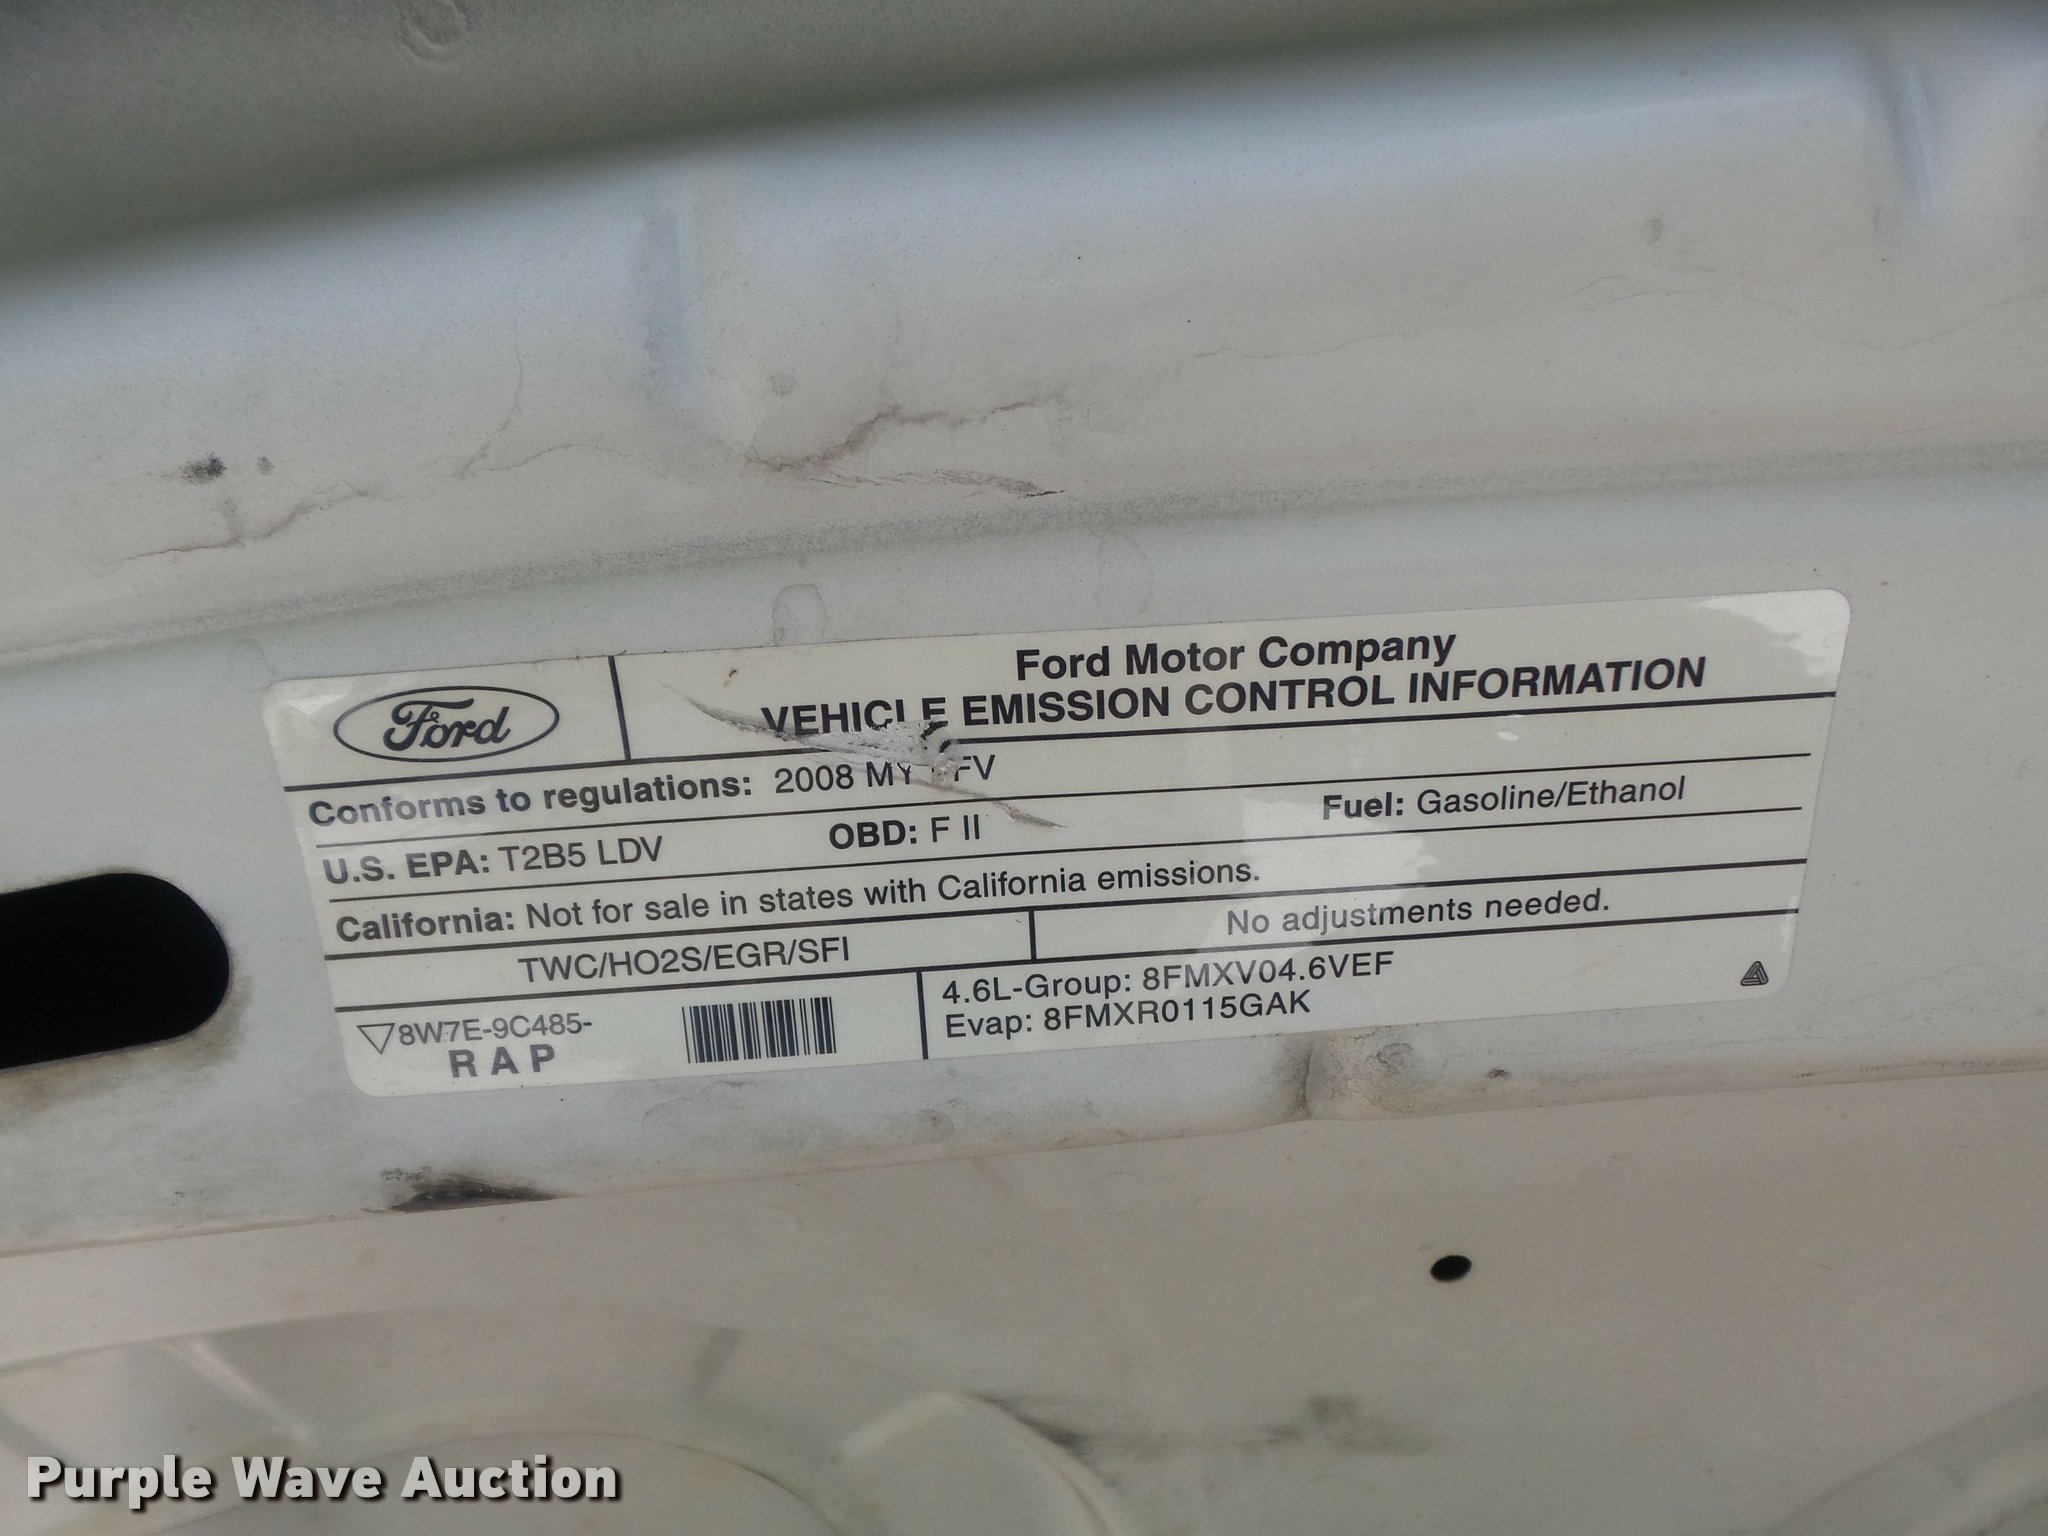 Ford
Ford Motor Company
VEHICLE EMISSION CONTROL INFORMATION
Conforms to regulations: 2008 MY FFV
U.S. EPA: T2B5 LDV OBD: F II Fuel: Gasoline/Ethanol
California: Not for sale in states with California emissions.
TWC/HO2S/EGR/SFI No adjustments needed.
8W7E-9C485-
R A P
4.6L-Group: 8FMXV04.6VEF
Evap: 8FMXR0115GAK
Purple Wave Auction